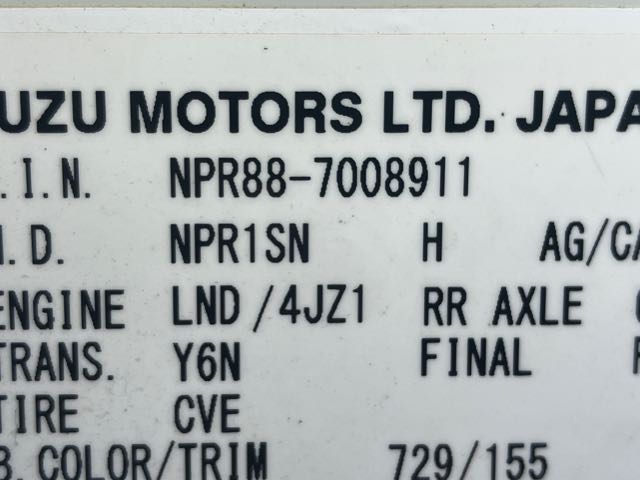 UZU MOTORS LTD. JAPA
.I.N. NPR88-7008911
.D. NPR1SN H AG/CA
ENGINE LND/4JZ1 RR AXLE
TRANS. Y6N FINAL
TIRE CVE
B.COLOR/TRIM 729/155